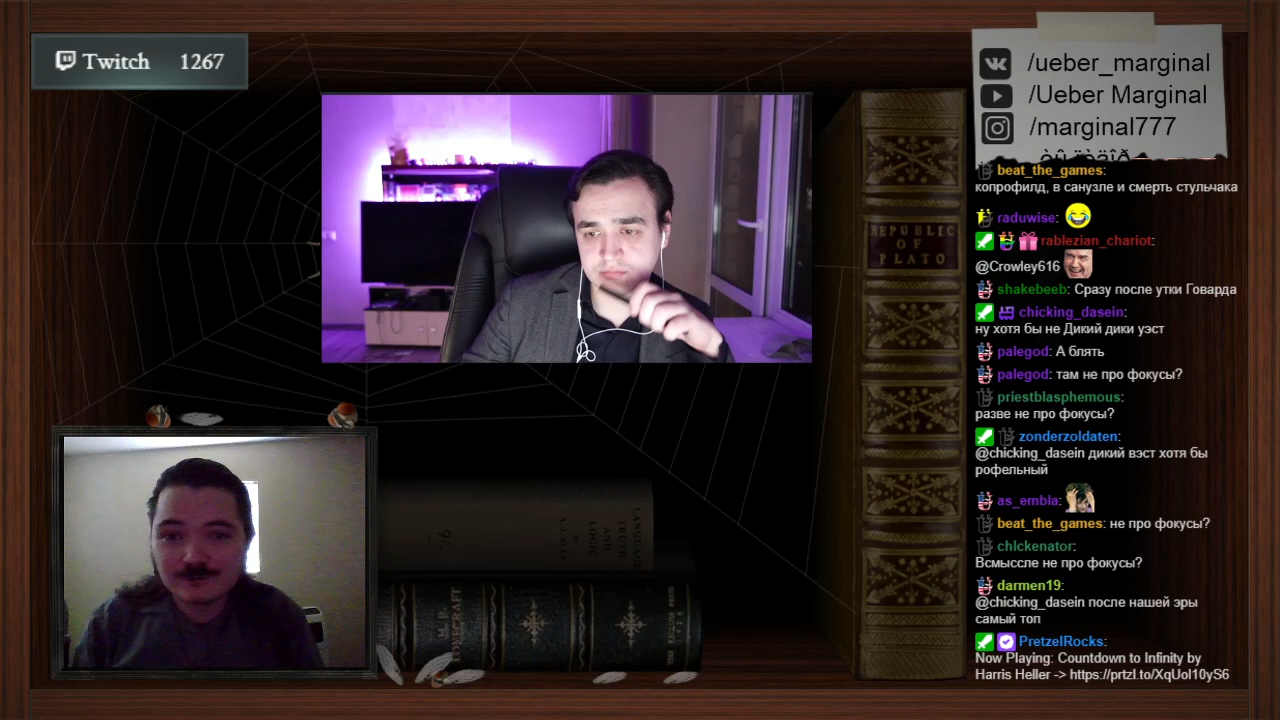 Twitch 1267
/ueber_marginal
/Ueber Marginal
/marginal777
beat_the_games:
копрофилд, в санузле и смерть стульчака
raduwise:
rablezian_chariot:
@Crowley616
shakebeeb: Сразу после утки Говарда
chicking_dasein:
ну хотя бы не Дикий дики уэст
palegod: А блять
palegod: там не про фокусы?
priestblasphemous:
разве не про фокусы?
zonderzoldaten:
@chicking_dasein дикий вэст хотя бы
рофельный
as_embla:
beat_the_games: не про фокусы?
chlckenator:
Всмыссле не про фокусы?
darmen19:
@chicking_dasein после нашей эры
самый топ
PretzelRocks:
Now Playing: Countdown to Infinity by
Harris Heller -> https://prtzl.to/XqUol10yS6
REPUBLIC
OF
PLATO
LANGUAGE
TRUTH
AND
LOGIC
H.P.
LOVECRAFT